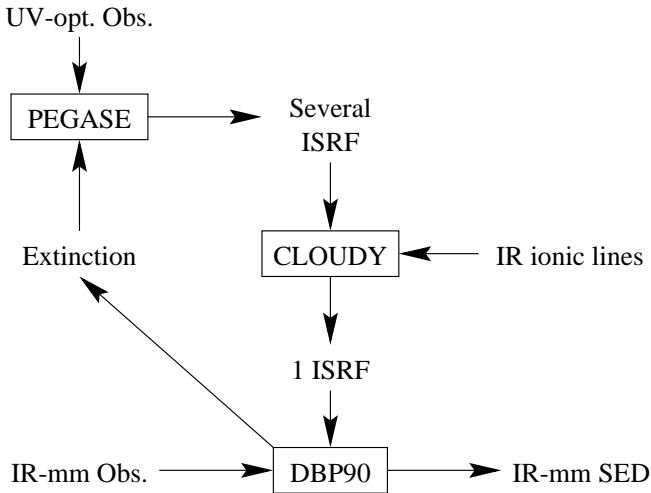 UV-opt. Obs.
PEGASE
Several
ISRF
Extinction
CLOUDY
IR ionic lines
1 ISRF
IR-mm Obs.
DBP90
IR-mm SED